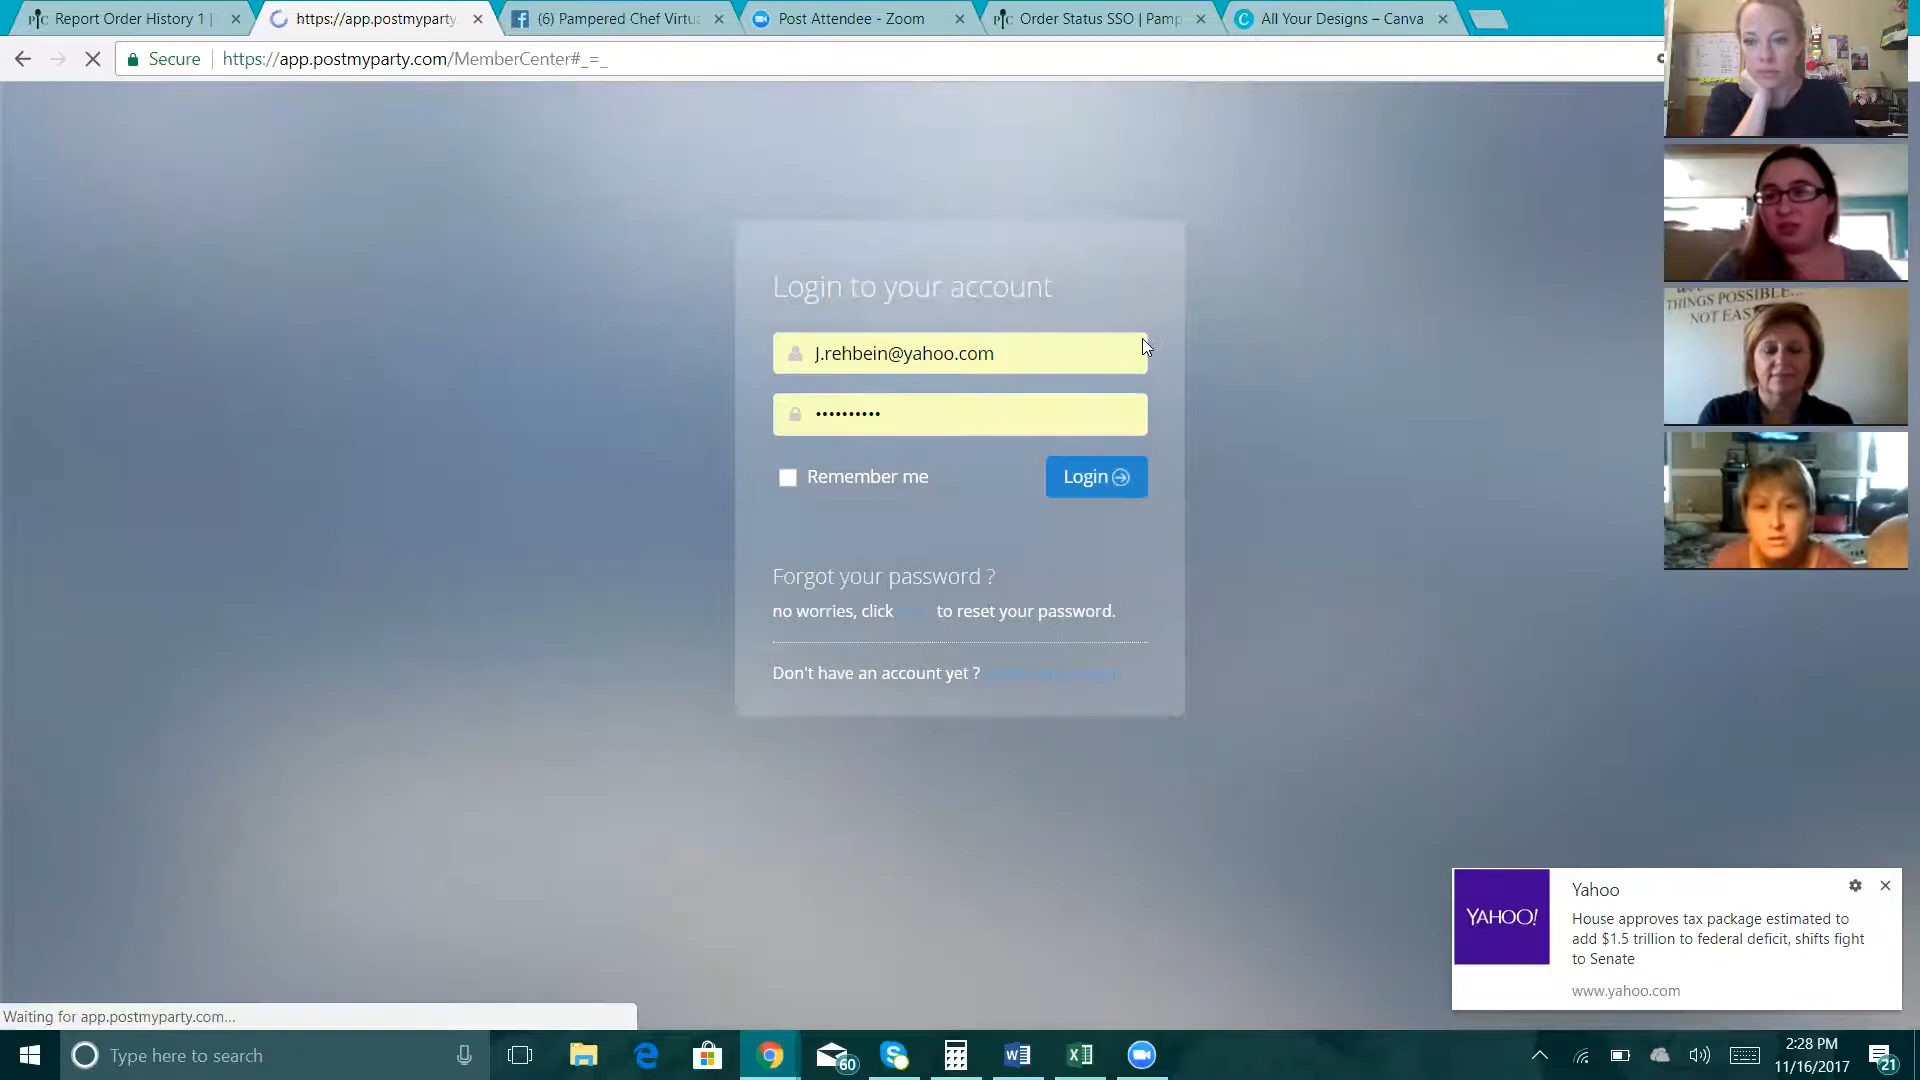 Report Order History 1 |
https://app.postmyparty.
(6) Pampered Chef Virtu
Post Attendee - Zoom
Order Status SSO | Pamp
All Your Designs – Canva
Secure
https://app.postmyparty.com/MemberCenter#_=_
THINGS POSSIBLE...
NOT EAS
Login to your account
J.rehbein@yahoo.com
••••••••••
Remember me
Login
Forgot your password ?
no worries, click
to reset your password.
Don't have an account yet ?
Yahoo
YAHOO!
House approves tax package estimated to
add $1.5 trillion to federal deficit, shifts fight
to Senate
www.yahoo.com
Waiting for app.postmyparty.com...
Type here to search
60
2:28 PM
11/16/2017
21